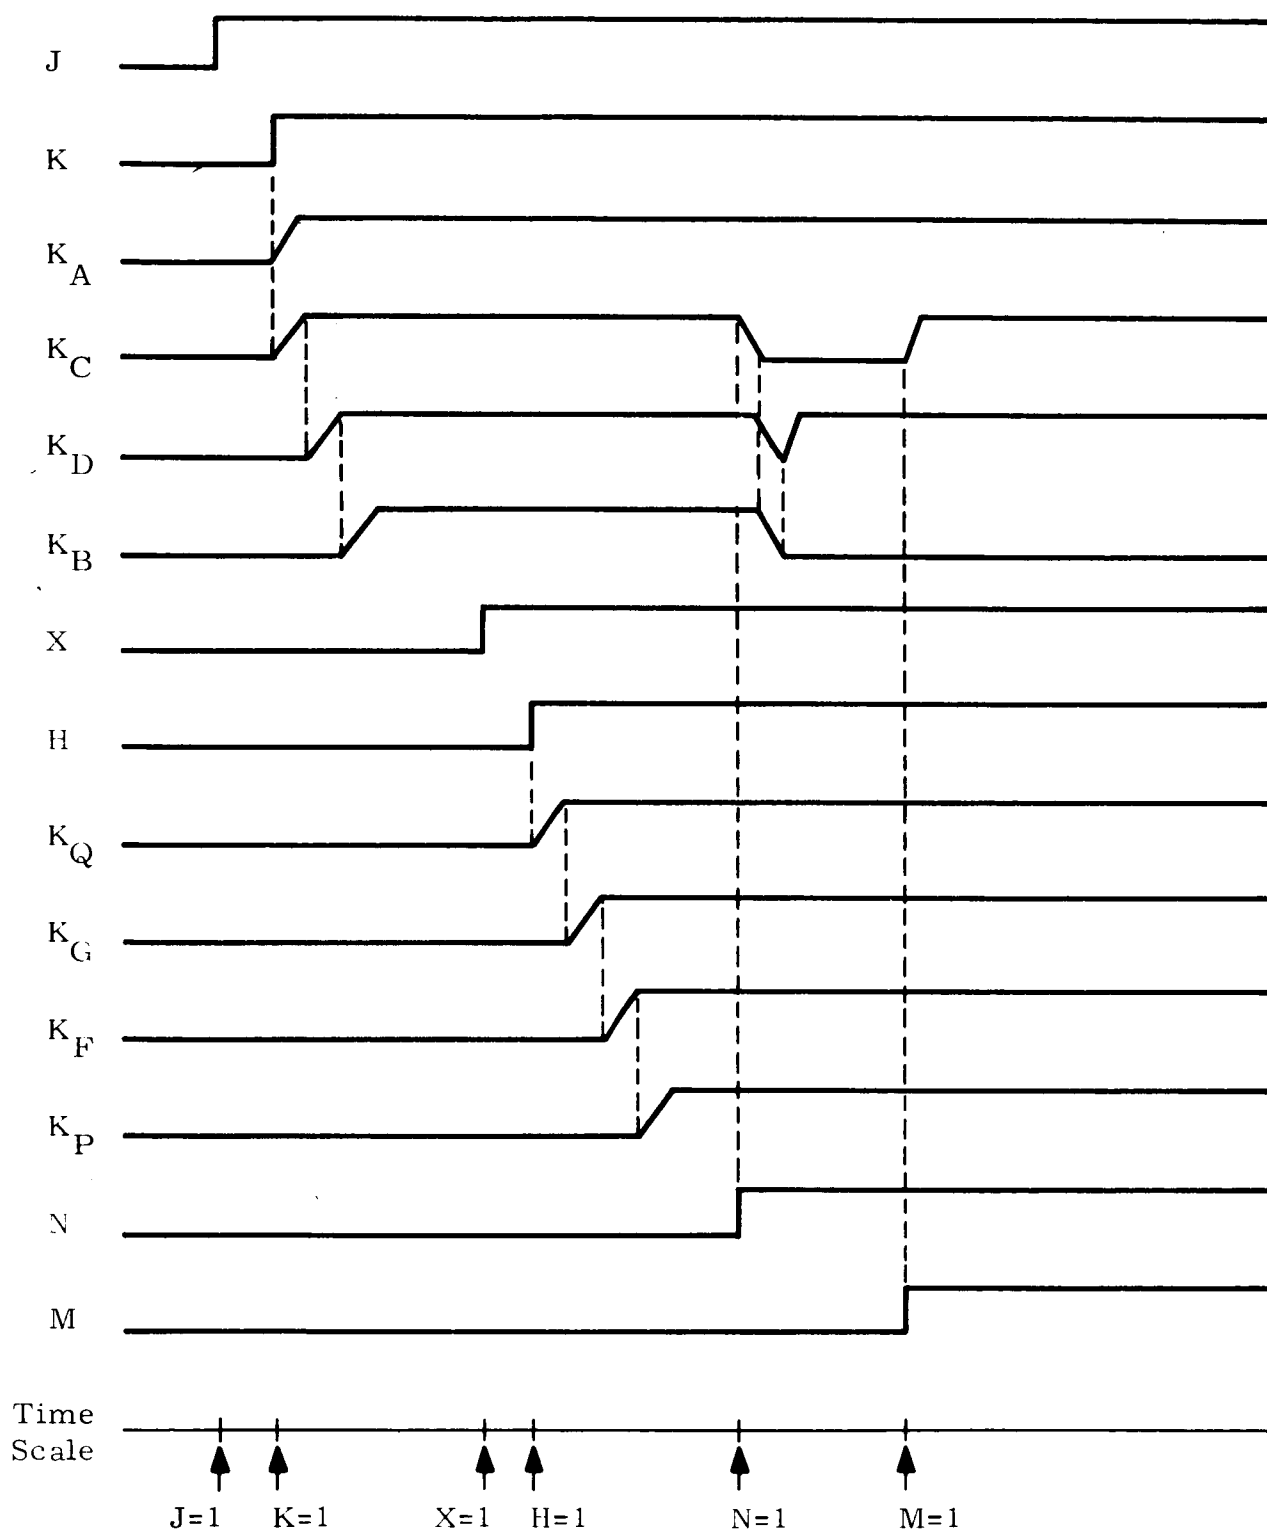 J
K
K_A
K_C
K_D
K_B
X
H
K_Q
K_G
K_F
K_P
N
M
Time
Scale
J=1 K=1 X=1 H=1 N=1 M=1